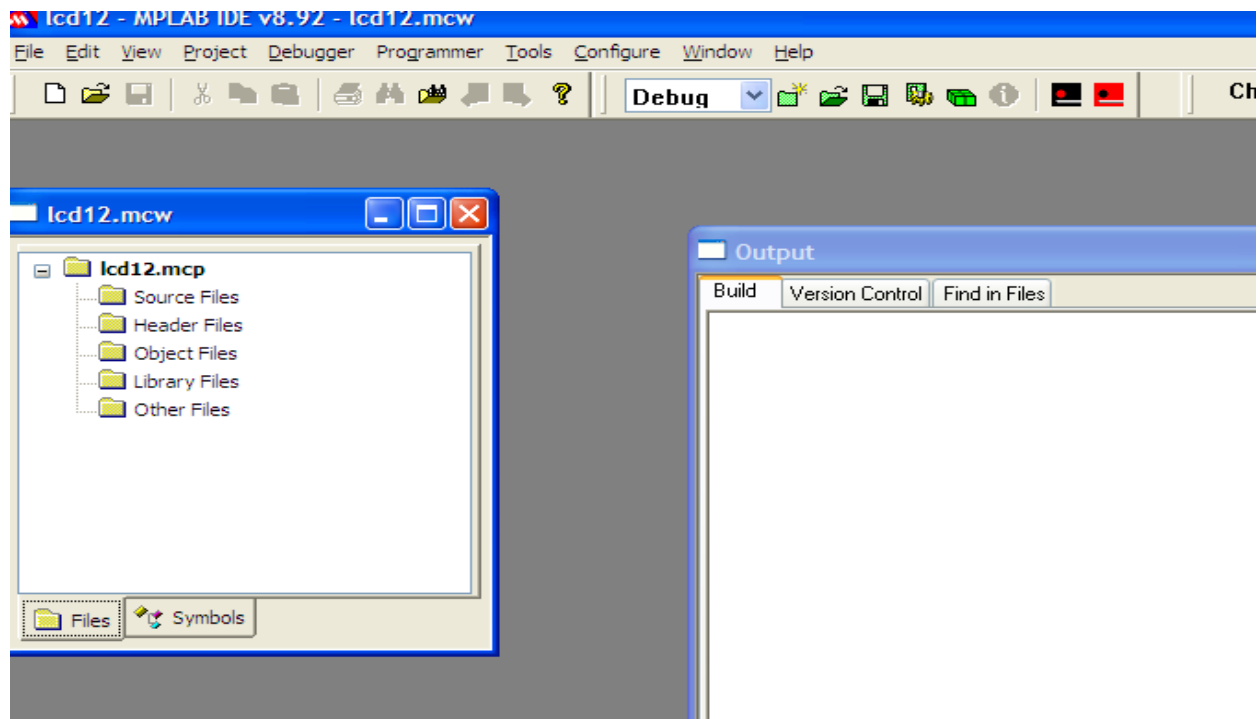 lcd12 - MPLAB IDE v8.92 - lcd12.mcw
File Edit View Project Debugger Programmer Tools Configure Window Help
Debug
Ch
lcd12.mcw
lcd12.mcp
Source Files
Header Files
Object Files
Library Files
Other Files
Files Symbols
Output
Build Version Control Find in Files